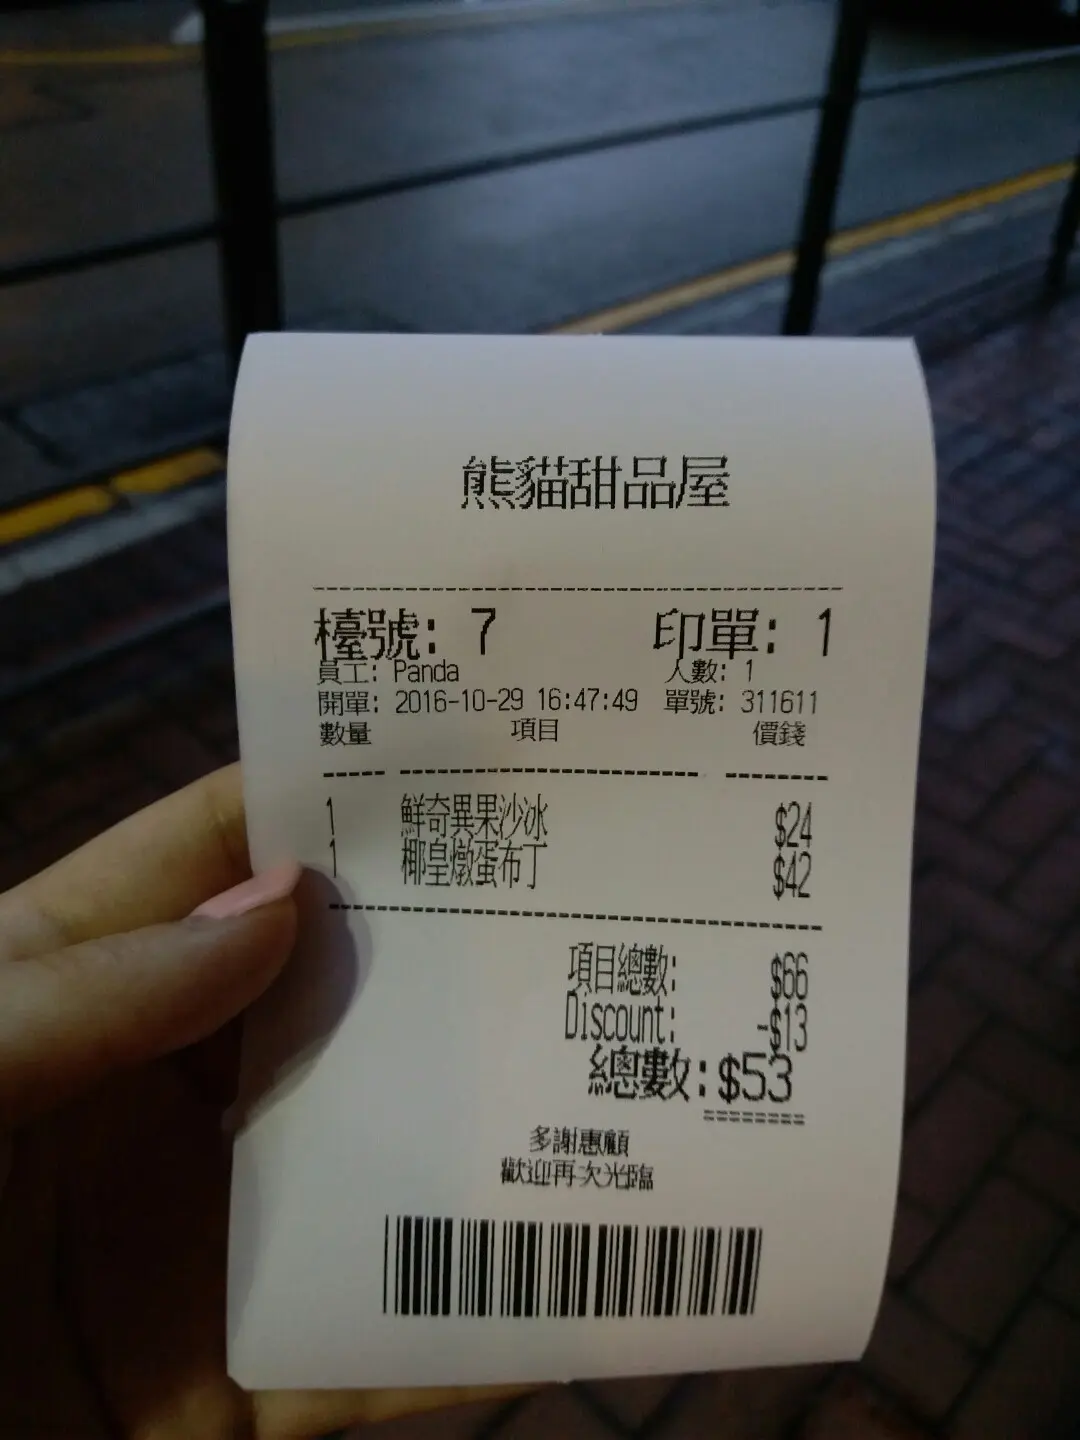 熊貓甜品屋
檯號: 7 印單: 1
員工: Panda 人數: 1
開單: 2016-10-29 16:47:49 單號: 311611
數量 項目 價錢
1 鮮奇異果沙冰 $24
1 椰皇燉蛋布丁 $42
項目總數: $66
Discount: -$13
總數: $53
多謝惠顧
歡迎再次光臨